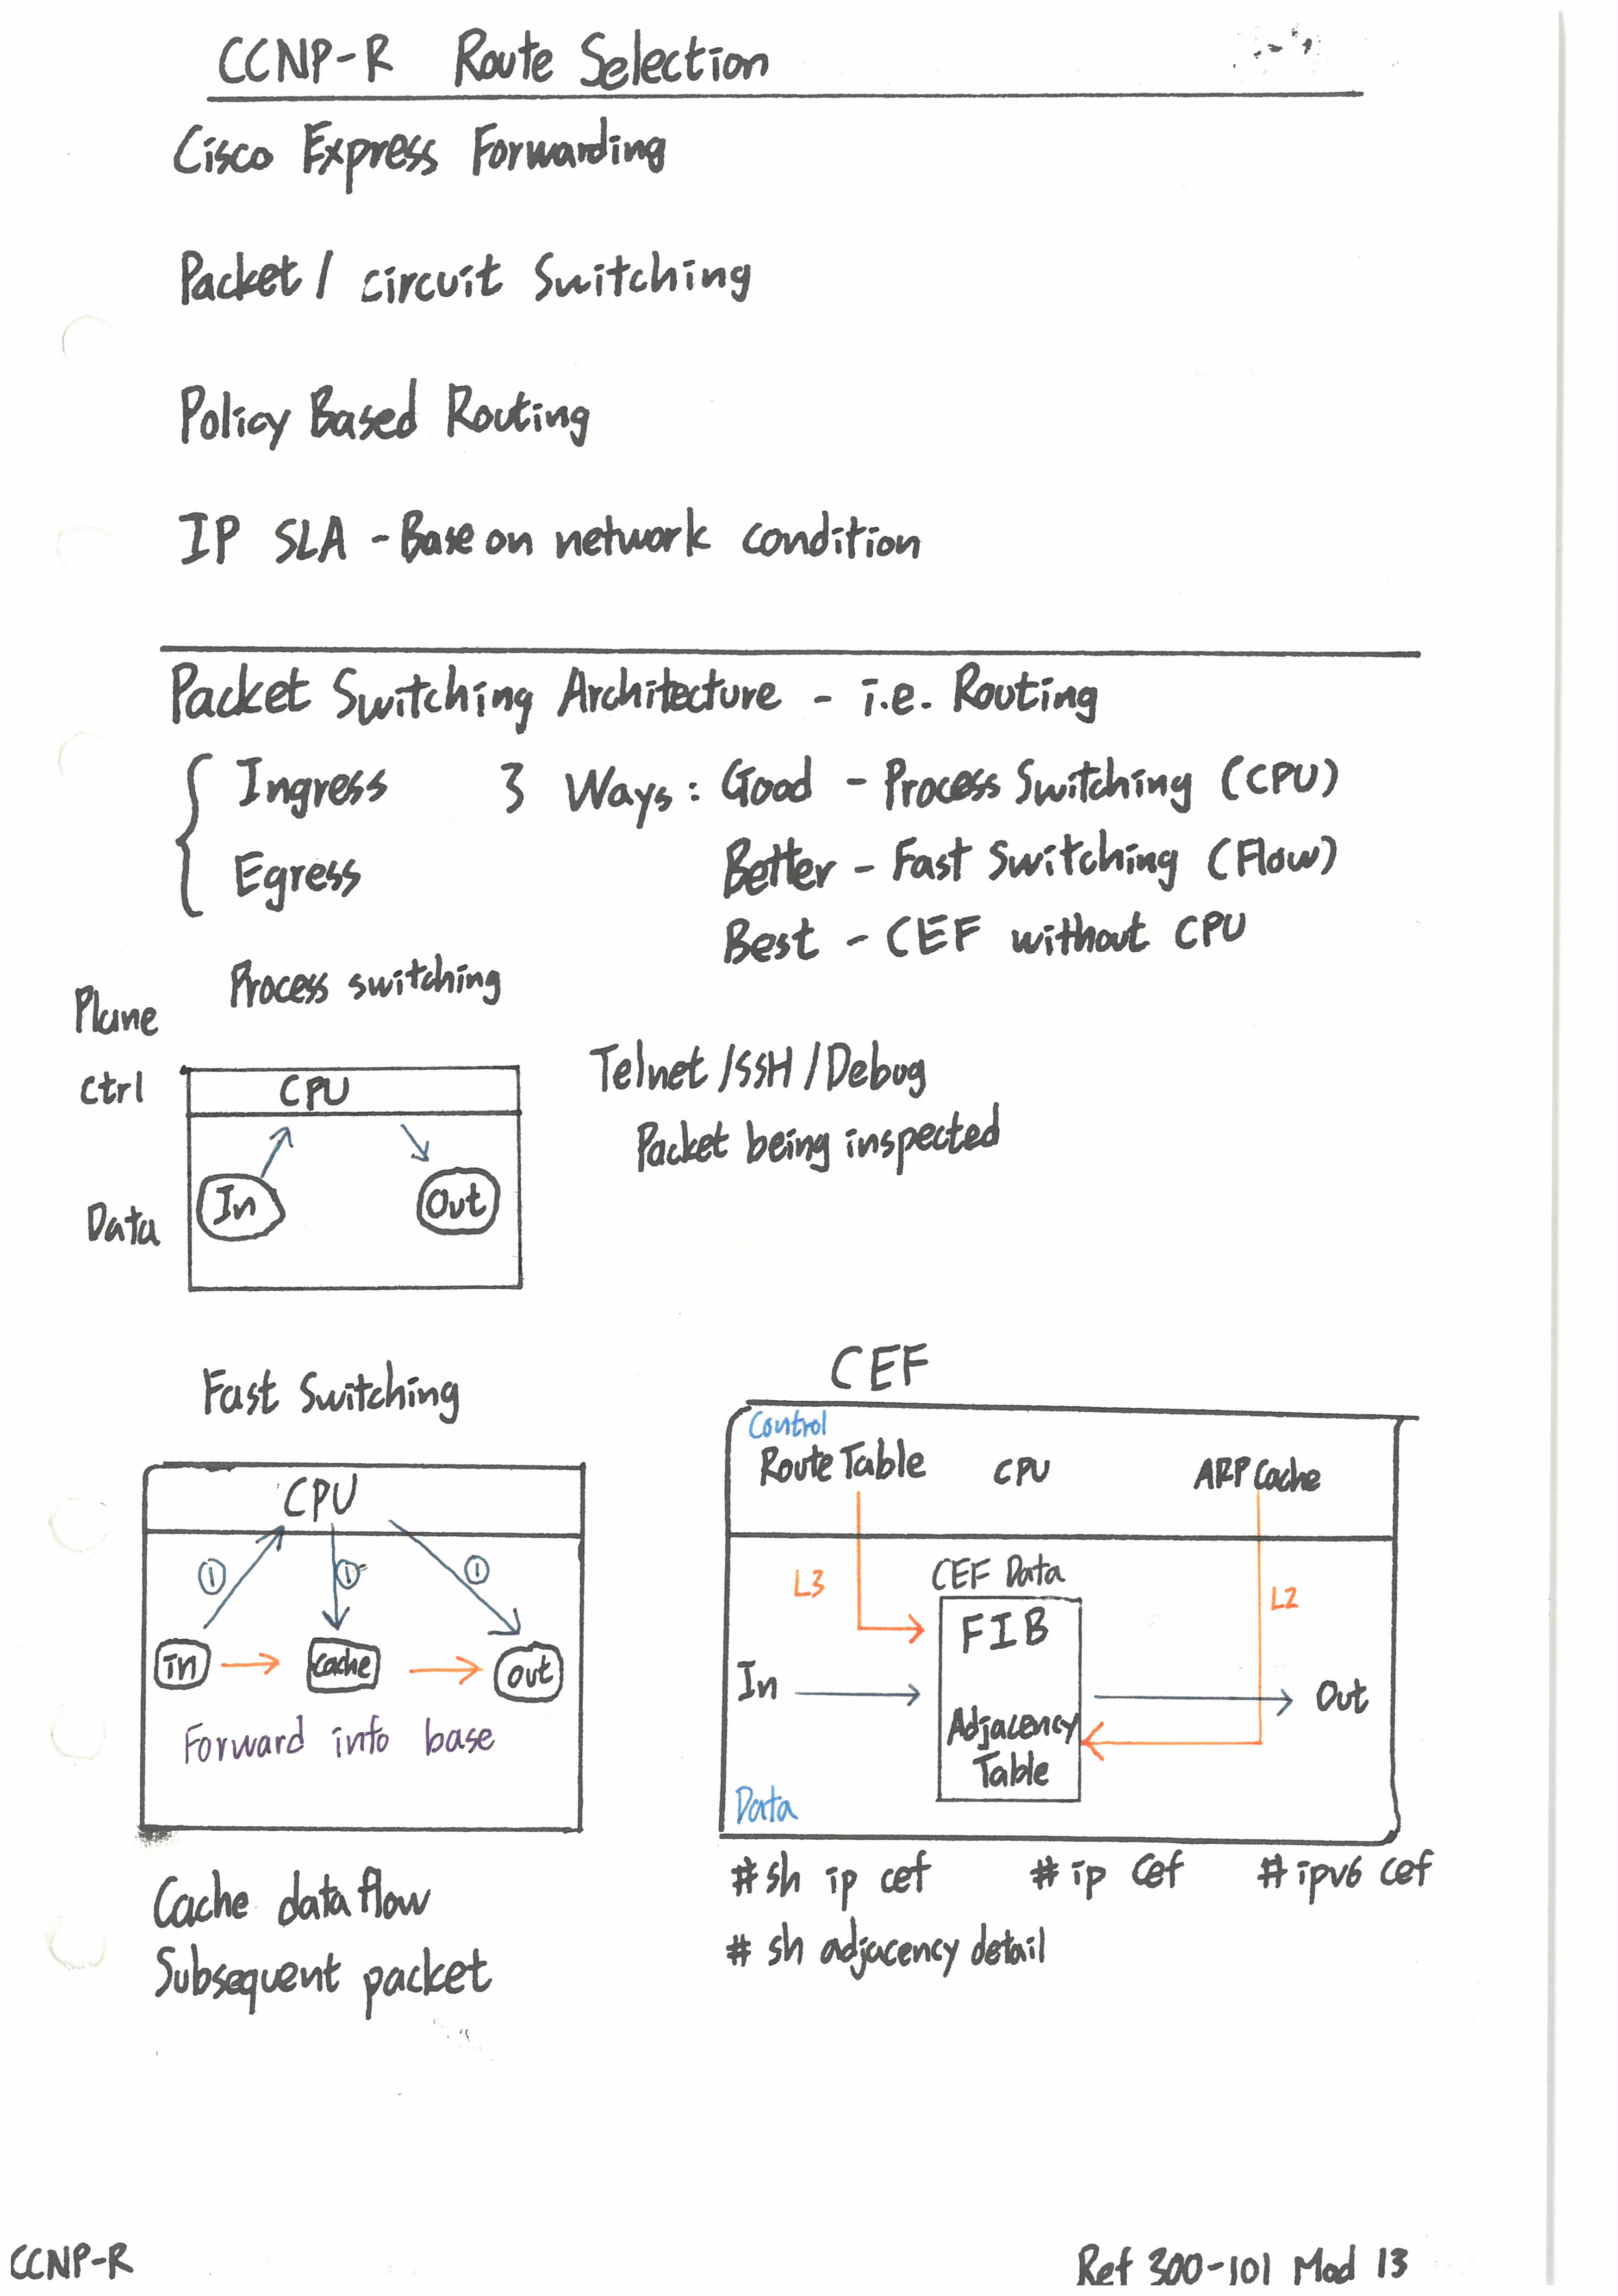 CCNP-R Route Selection
Cisco Express Forwarding
Packet / circuit Switching
Policy Based Routing
IP SLA - Base on network condition
Packet Switching Architecture - i.e. Routing
Ingress
Egress
3 Ways: Good - Process Switching (CPU)
Better - Fast Switching (Flow)
Best - CEF without CPU
Process switching
Plane
Ctrl
CPU
In
Out
Data
Telnet / SSH / Debug
Packet being inspected
Fast Switching
CPU
① ① ①
in cache out
Forward info base
Cache data flow
Subsequent packet
CEF
Control
Route Table CPU ARP Cache
L3
CEF Data
L2
FIB
In
Out
Adjacency
Table
Data
# sh ip cef # ip cef # ipv6 cef
# sh adjacency detail
CCNP-R
Ref 300-101 Mod 13